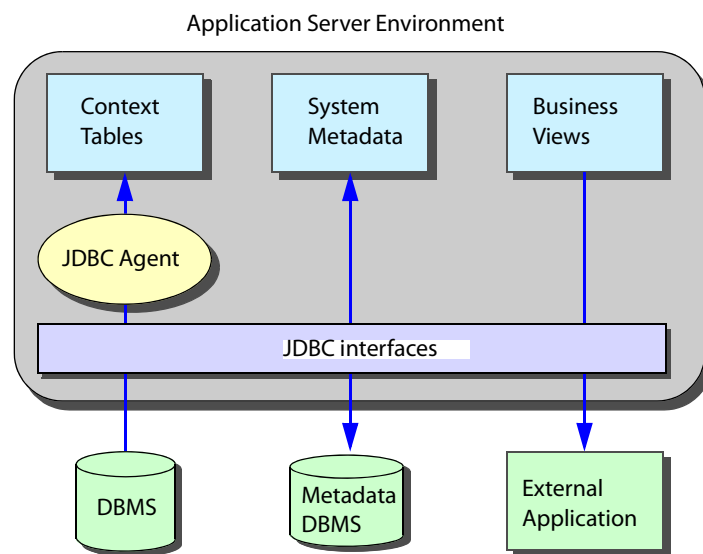 Application Server Environment
Context
Tables
System
Metadata
Business
Views
JDBC Agent
JDBC interfaces
DBMS
Metadata
DBMS
External
Application